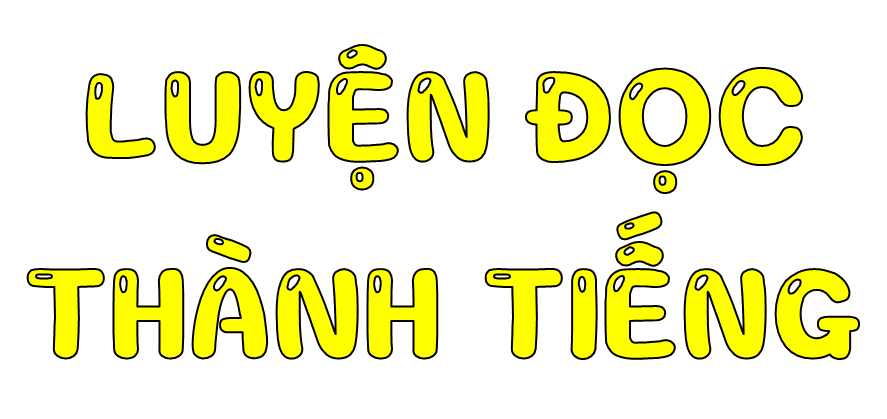 LUYỆN ĐỌC
THÀNH TIẾNG